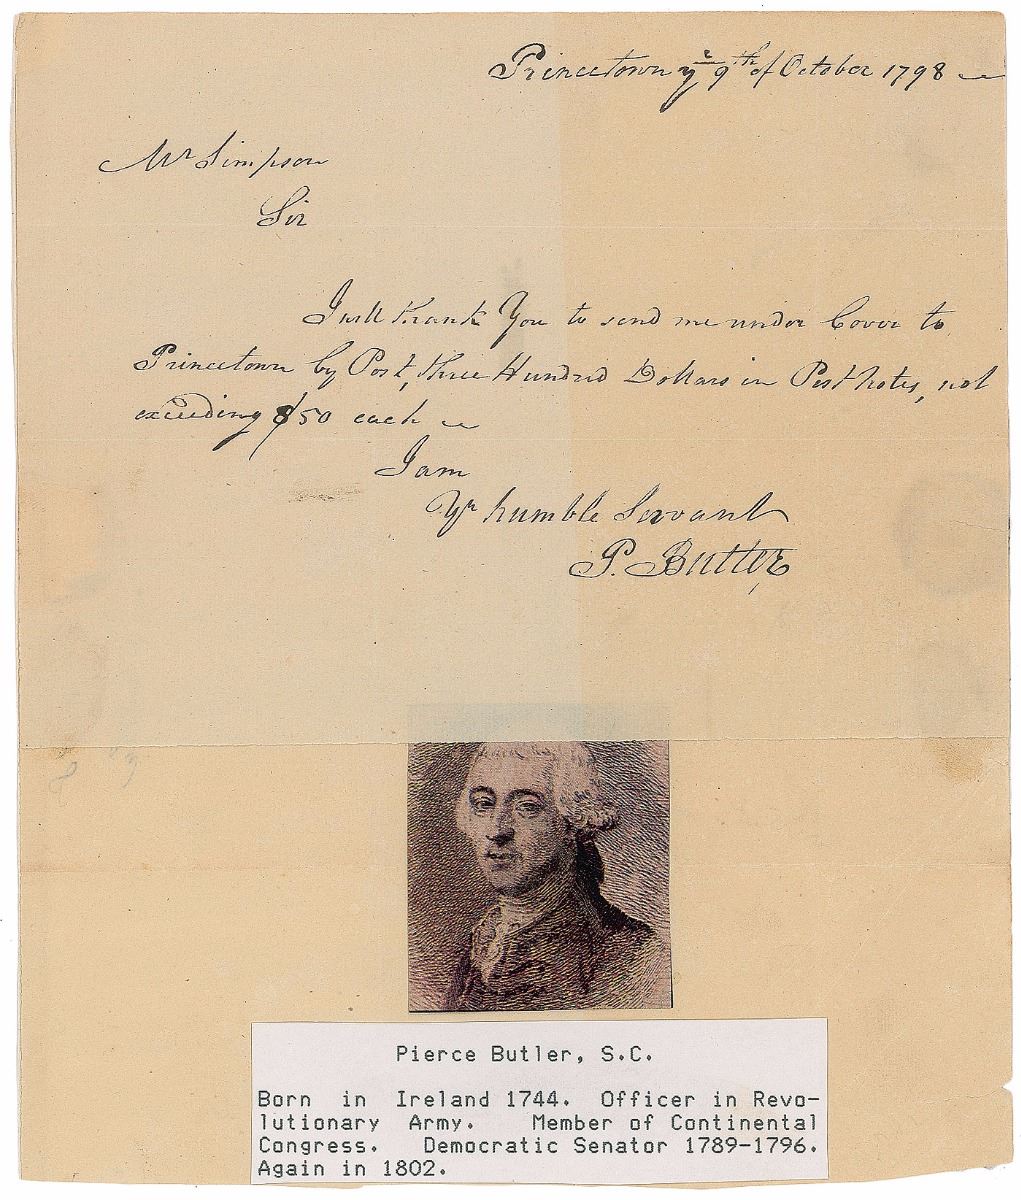 Princetown yᵉ 9th of October 1798
Mr Simpson
Sir
I will thank You to send me under Cover to
Princetown by Post, three Hundred Dollars in Post notes, not
exceeding $50 each
I am
Yr humble Servant
P. Butler
Pierce Butler, S.C.
Born in Ireland 1744. Officer in Revo-
lutionary Army. Member of Continental
Congress. Democratic Senator 1789-1796.
Again in 1802.